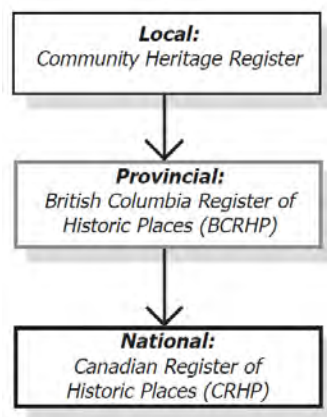 Local:
Community Heritage Register
Provincial:
British Columbia Register of
Historic Places (BCRHP)
National:
Canadian Register of
Historic Places (CRHP)